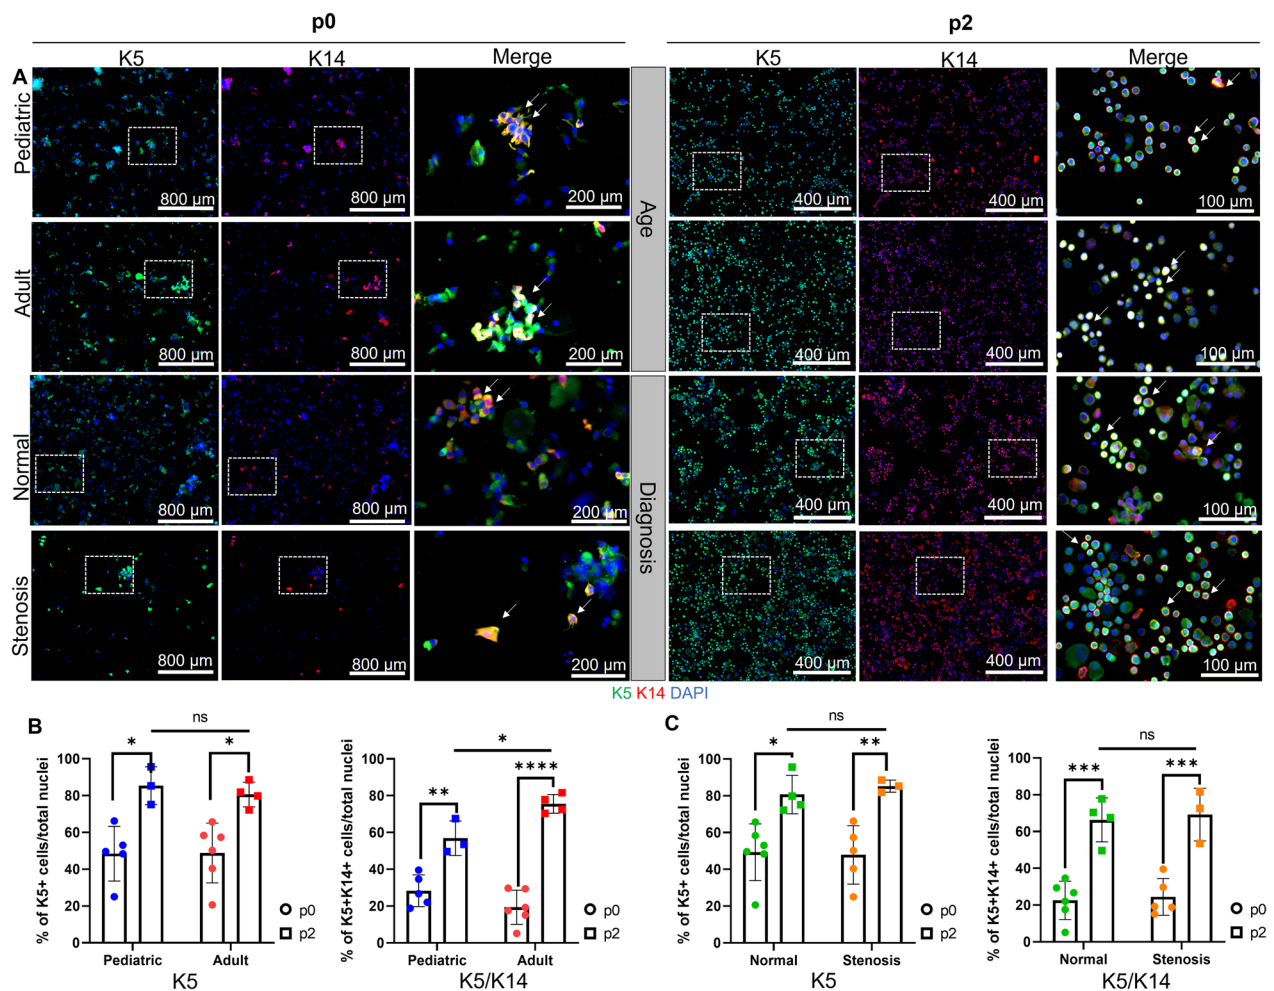 p0 p2
K5 K14 Merge K5 K14 Merge
A
Pediatric
800 µm 800 µm 200 µm 400 µm 400 µm 100 µm
Age
Adult
800 µm 800 µm 200 µm 400 µm 400 µm 100 µm
Normal
800 µm 800 µm 200 µm 400 µm 400 µm 100 µm
Diagnosis
Stenosis
800 µm 800 µm 200 µm 400 µm 400 µm 100 µm
K5 K14 DAPI
B
% of K5+ cells/total nuclei
100
80
60
40
20
0
ns
* *
Pediatric Adult
K5
p0
p2
% of K5+K14+ cells/total nuclei
100
80
60
40
20
0
*
** ****
Pediatric Adult
K5/K14
p0
p2
C
% of K5+ cells/total nuclei
100
80
60
40
20
0
ns
* **
Normal Stenosis
K5
p0
p2
% of K5+K14+ cells/total nuclei
100
80
60
40
20
0
ns
*** ***
Normal Stenosis
K5/K14
p0
p2